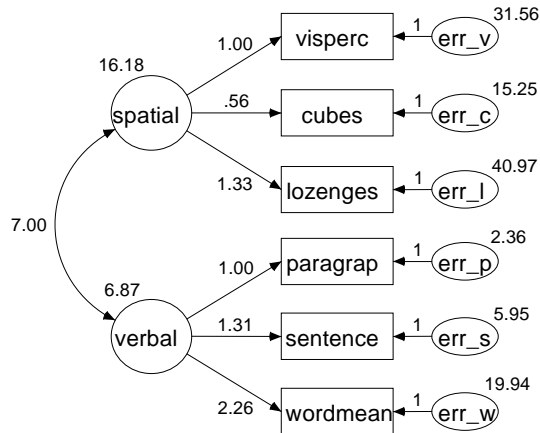 31.56
1.00
visperc
1
err_v
16.18
15.25
spatial
.56
cubes
1
err_c
40.97
1.33
lozenges
1
err_l
7.00
2.36
1.00
paragrap
1
err_p
6.87
5.95
verbal
1.31
sentence
1
err_s
19.94
2.26
wordmean
1
err_w